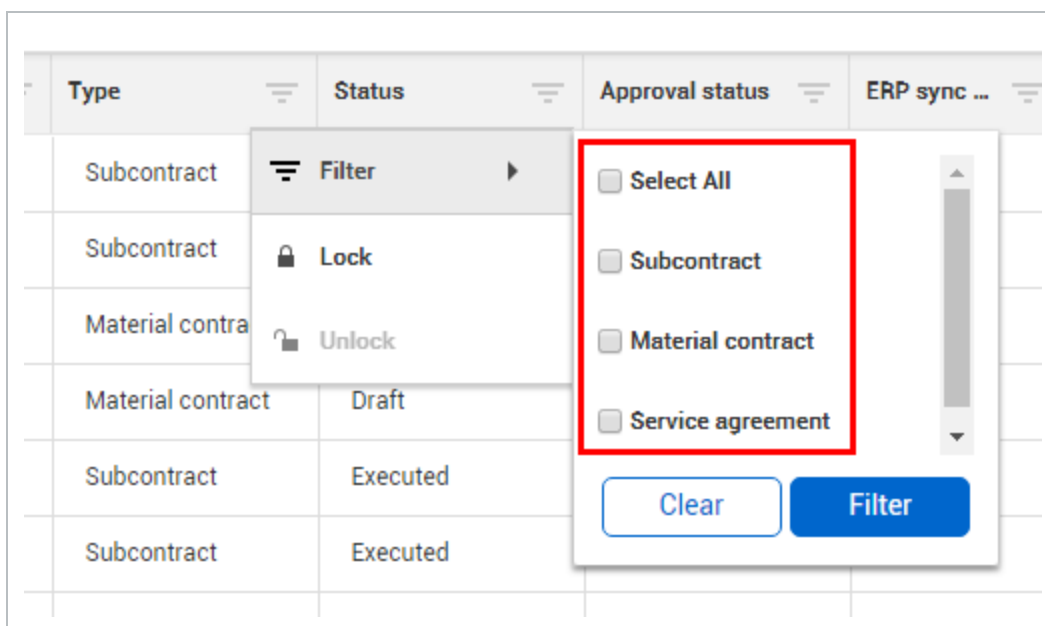 Type Status Approval status ERP sync ...
Subcontract
Filter
Select All
Subcontract
Lock
Subcontract
Material contra
Unlock
Material contract
Material contract Draft
Service agreement
Subcontract Executed
Clear Filter
Subcontract Executed